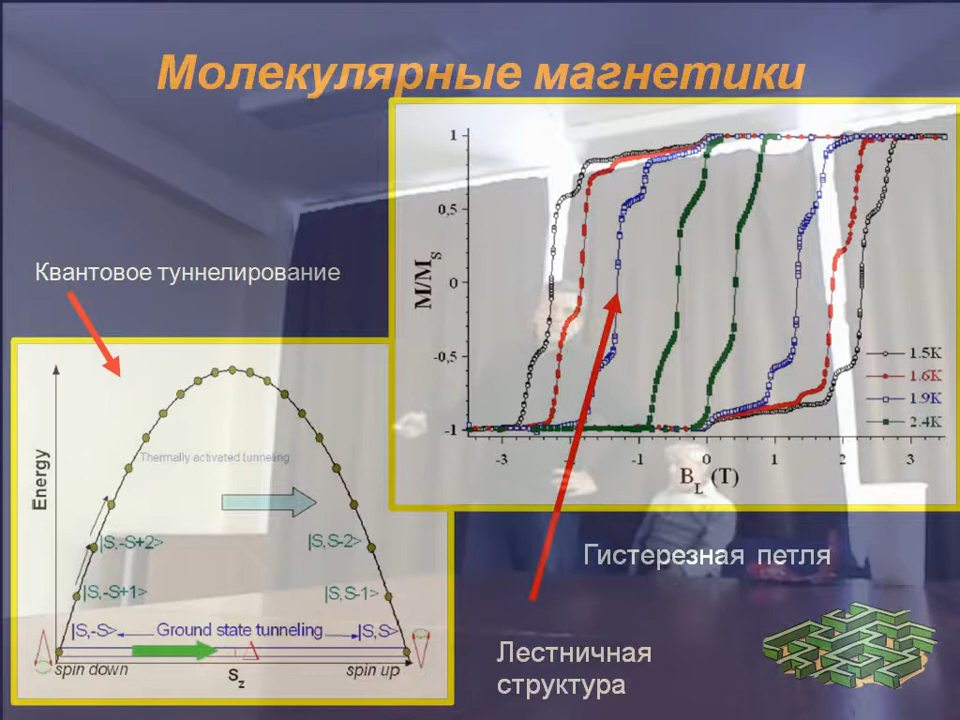 Молекулярные магнетики
Квантовое туннелирование
M/M_S
1
0,5
0
-0,5
-1
-3
-1
0
1
2
3
B_L (T)
1.5K
1.6K
1.9K
2.4K
Energy
Thermally activated tunneling
|S,-S+2>
|S,S-2>
|S,-S+1>
|S,S-1>
|S,-S>
Ground state tunneling
|S,S>
spin down
S_z
spin up
Гистерезная петля
Лестничная
структура